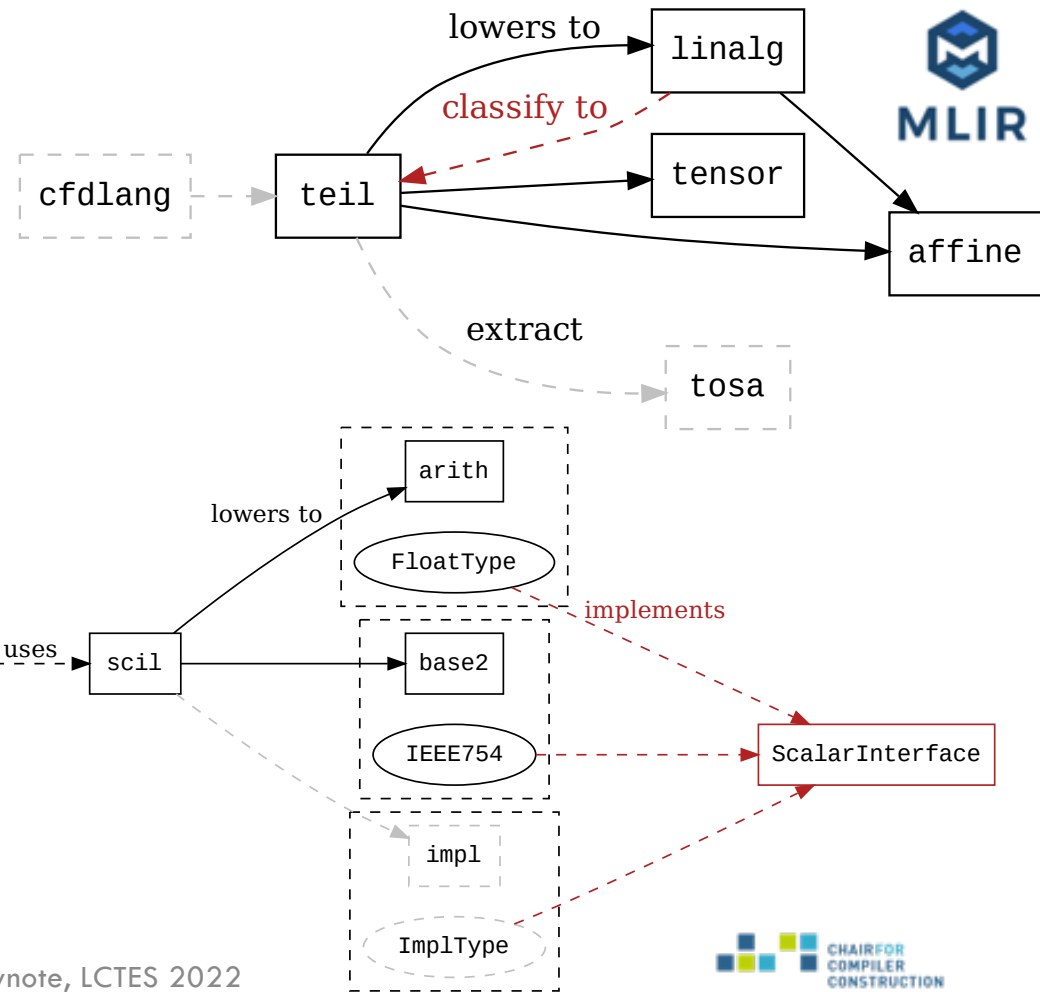 lowers to
linalg
MLIR
classify to
cfdlang
teil
tensor
affine
extract
tosa
arith
lowers to
FloatType
implements
uses
scil
base2
IEEE754
ScalarInterface
impl
ImplType
ynote, LCTES 2022
CHAIR FOR
COMPILER
CONSTRUCTION